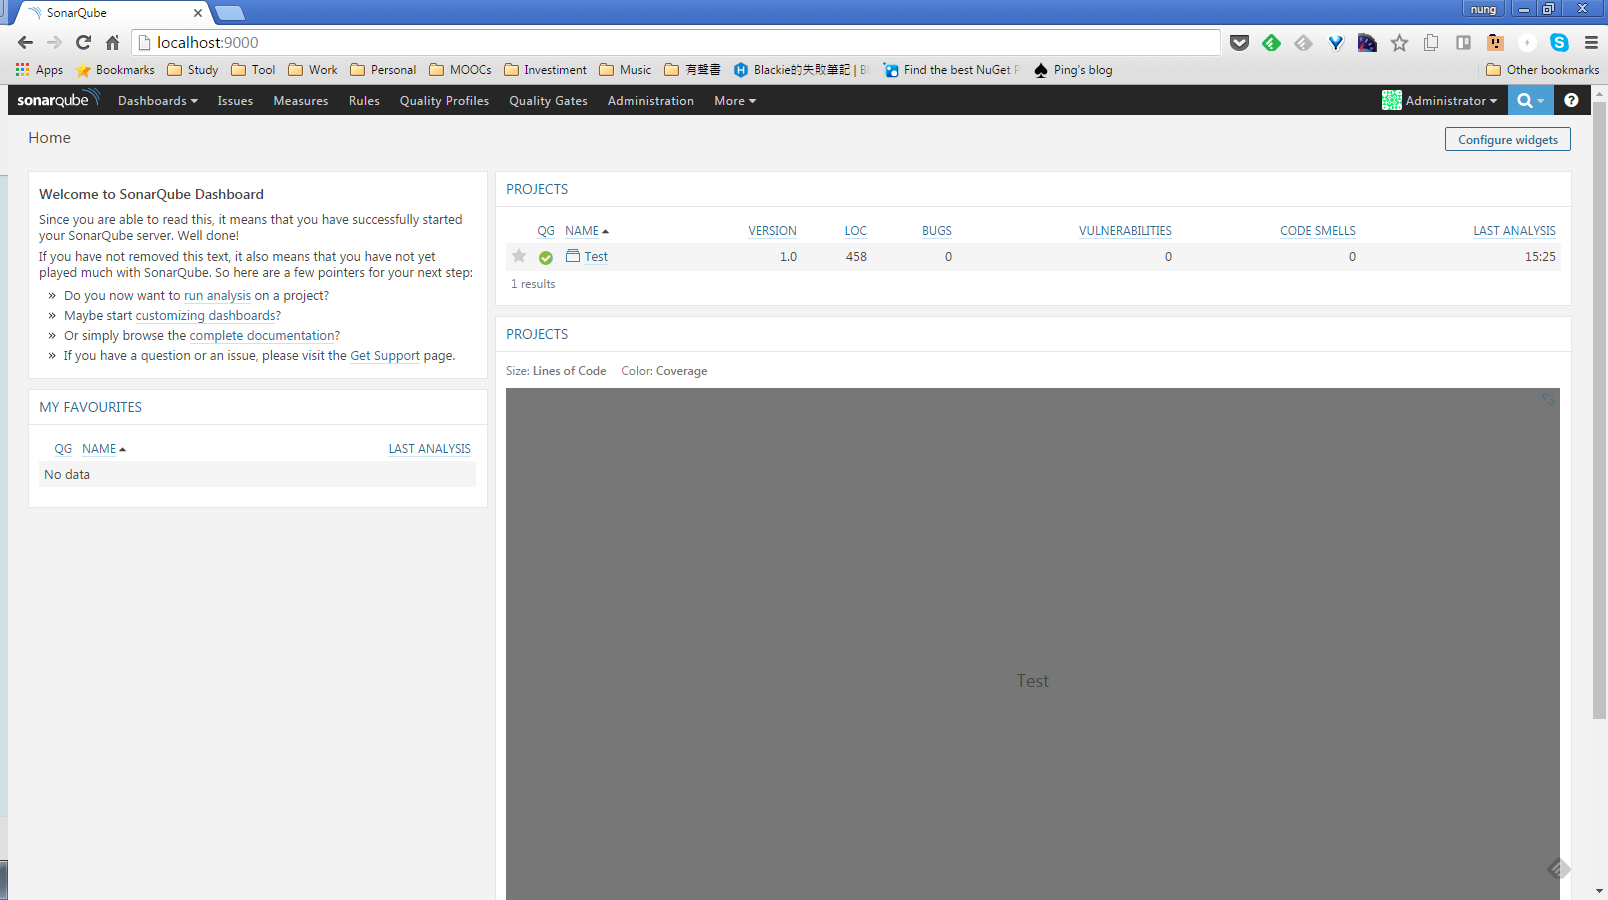 SonarQube
nung
localhost:9000
Apps Bookmarks Study Tool Work Personal MOOCs Investiment Music 有聲書 Blackie的失敗筆記 | Find the best NuGet Ping's blog Other bookmarks
sonarqube Dashboards Issues Measures Rules Quality Profiles Quality Gates Administration More Administrator
Home
Configure widgets
Welcome to SonarQube Dashboard
Since you are able to read this, it means that you have successfully started
your SonarQube server. Well done!
If you have not removed this text, it also means that you have not yet
played much with SonarQube. So here are a few pointers for your next step:
» Do you now want to run analysis on a project?
» Maybe start customizing dashboards?
» Or simply browse the complete documentation?
» If you have a question or an issue, please visit the Get Support page.
MY FAVOURITES
QG NAME LAST ANALYSIS
No data
PROJECTS
QG NAME VERSION LOC BUGS VULNERABILITIES CODE SMELLS LAST ANALYSIS
Test 1.0 458 0 0 0 15:25
1 results
PROJECTS
Size: Lines of Code Color: Coverage
Test